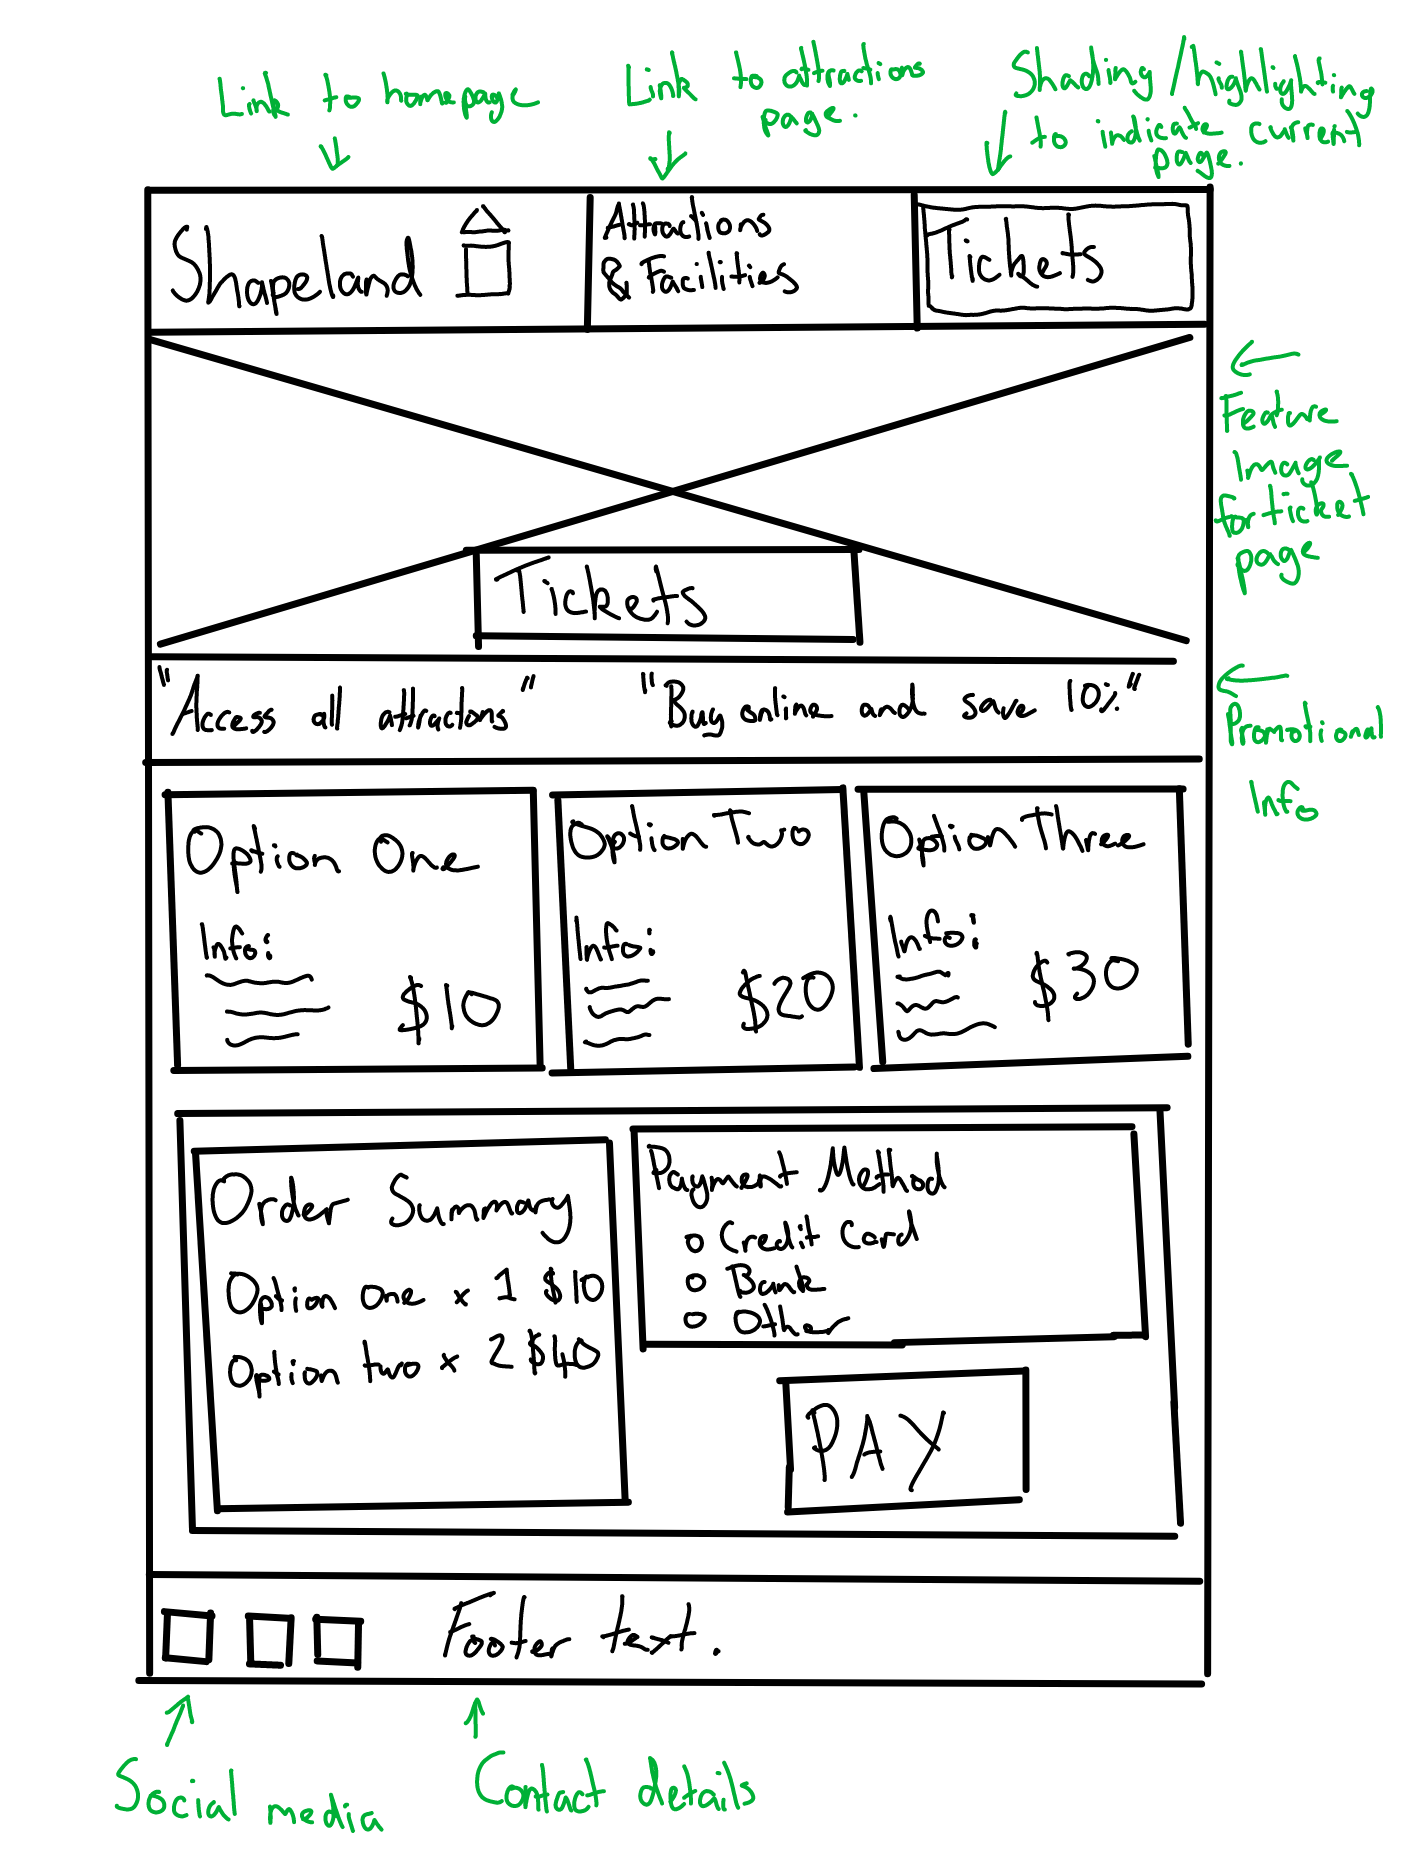 Link to homepage
Link to attractions
page.
Shading/highlighting
to indicate current
page.
Shapeland
Attractions
& Facilities
Tickets
Feature
Image
for ticket
page
Tickets
"Access all attractons"
"Buy online and save 10%"
Promotional
Info
Option One
Info:
$10
Option Two
Info:
$20
Option Three
Info:
$30
Order Summary
Option one x 1 $10
Option two x 2 $40
Payment Method
Credit Card
Bank
Other
PAY
Footer text.
Social media
Contact details